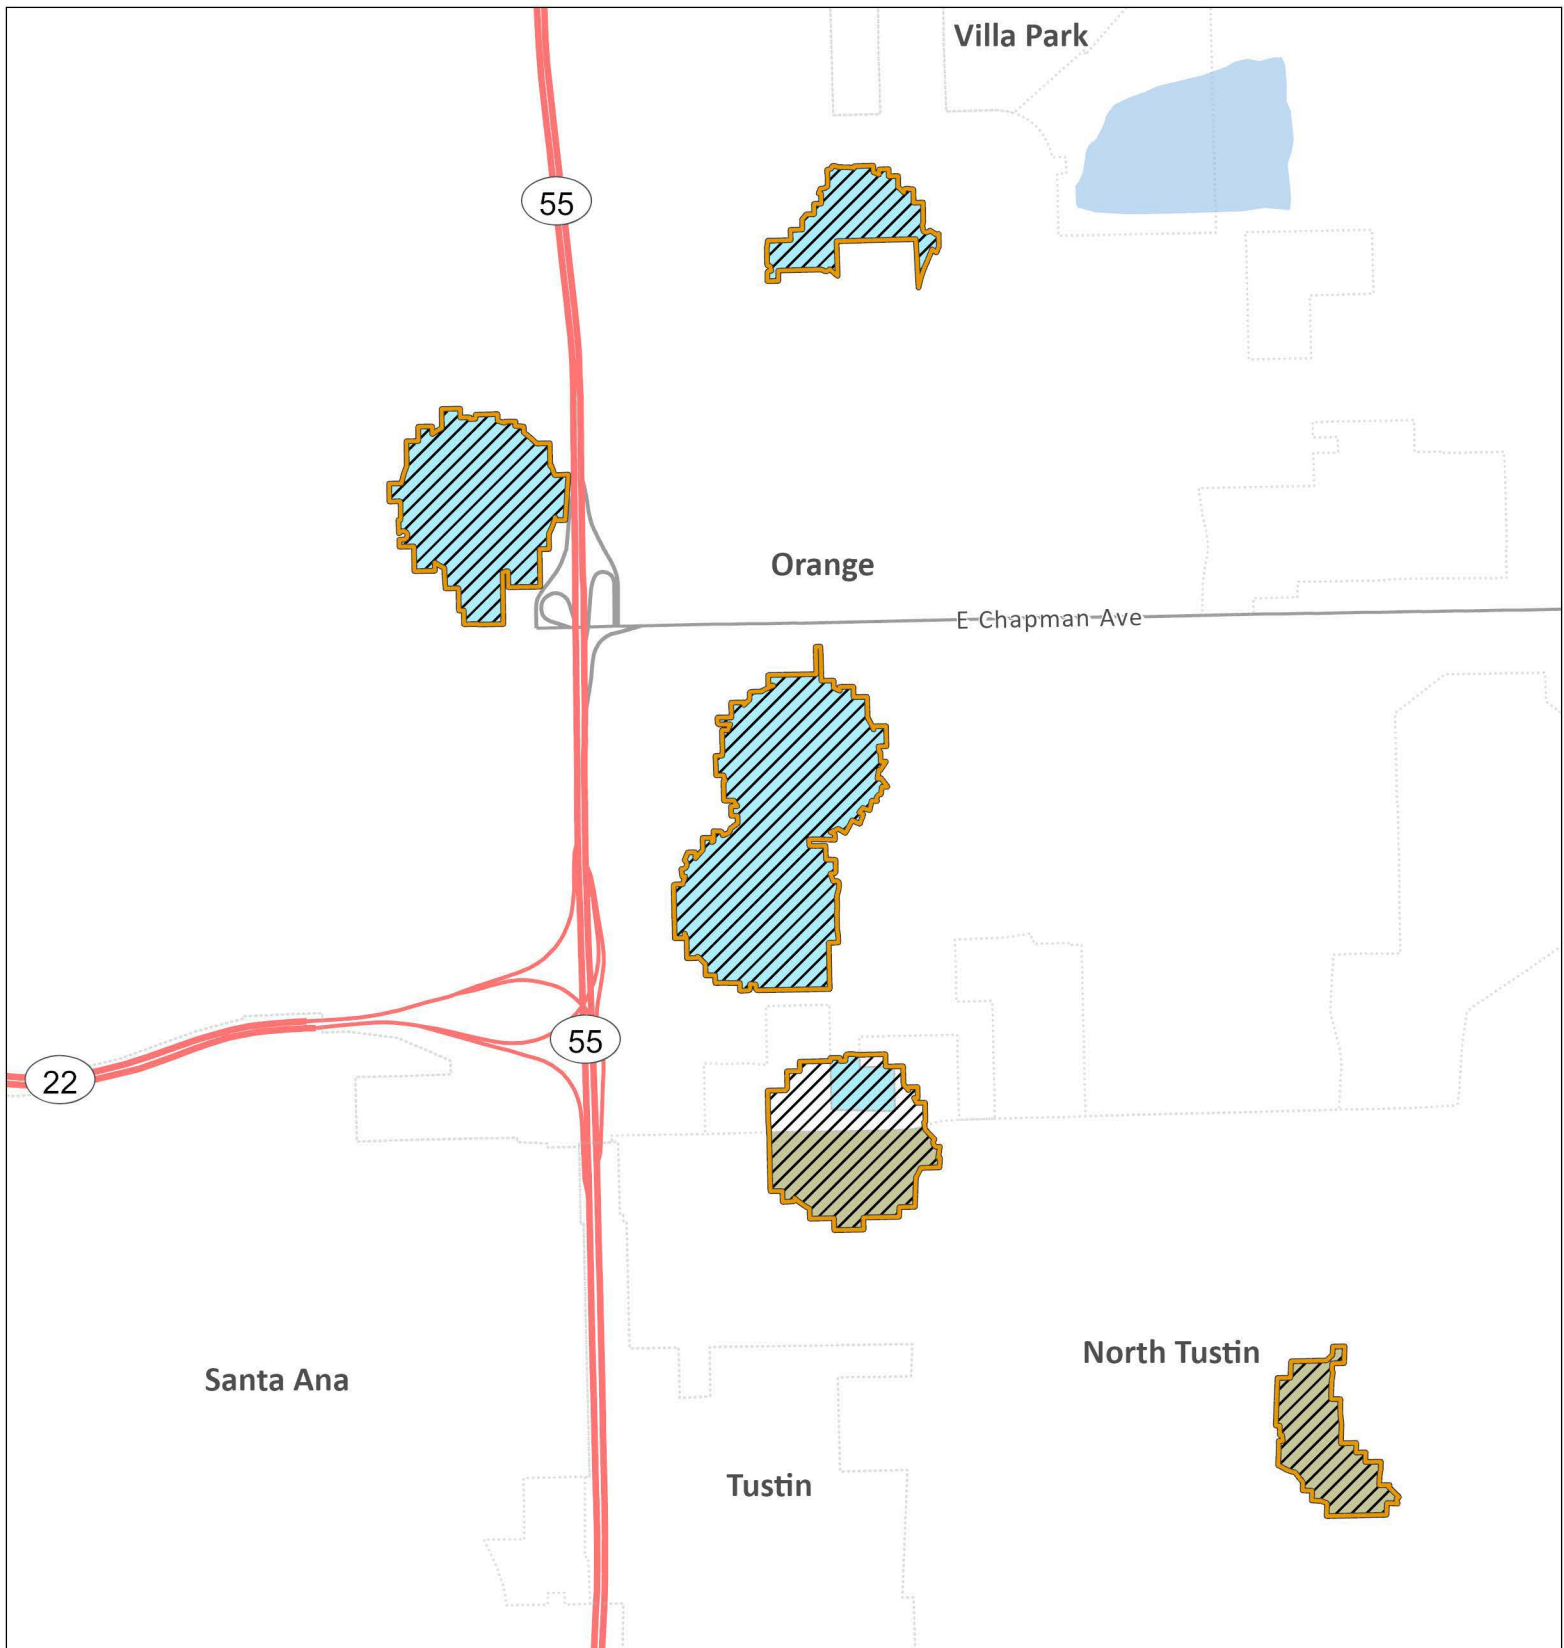 Villa Park
55
Orange
E Chapman Ave
55
22
North Tustin
Santa Ana
Tustin